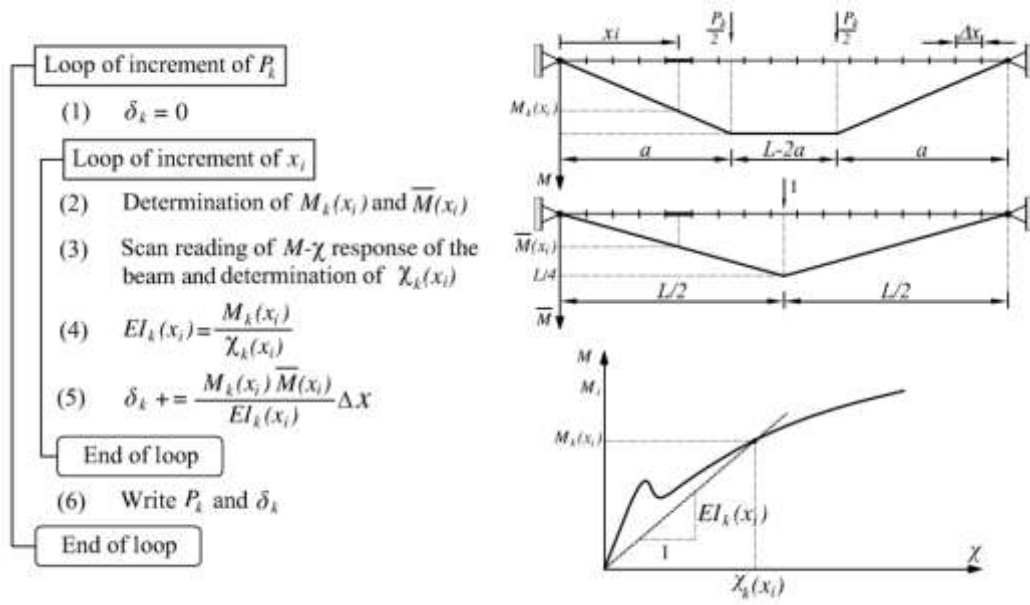 Loop of increment of P_k
(1) δ_k = 0
Loop of increment of x_i
(2) Determination of M_k(x_i) and M̅(x_i)
(3) Scan reading of M-χ response of the
beam and determination of χ_k(x_i)
(4) EI_k(x_i) = M_k(x_i) / χ_k(x_i)
(5) δ_k += M_k(x_i) M̅(x_i) / EI_k(x_i) Δx
End of loop
(6) Write P_k and δ_k
End of loop
xi
P_k/2
P_k/2
Δx
M_k(x_i)
a
L-2a
a
M
1
M̅(x_i)
L/4
L/2
L/2
M̅
M
M_i
M_k(x_i)
EI_k(x_i)
1
χ
χ_k(x_i)